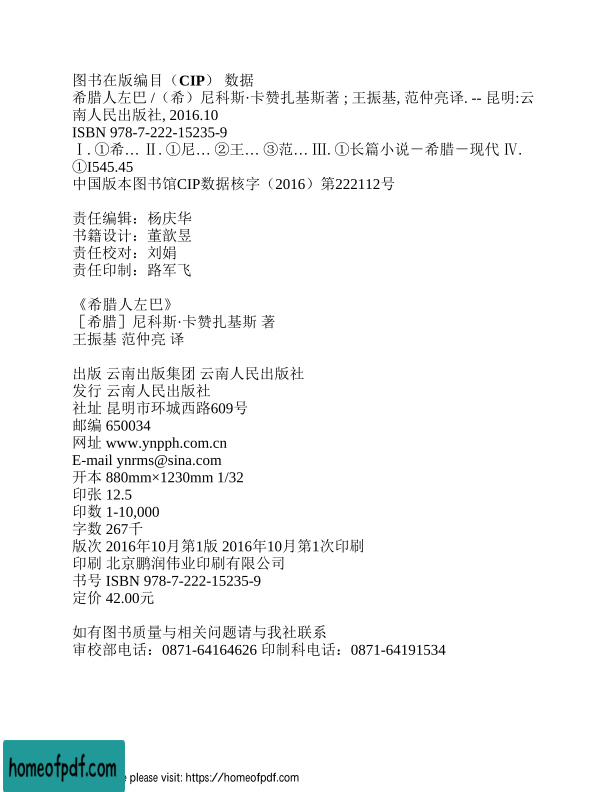 图书在版编目（CIP） 数据
希腊人左巴 /（希）尼科斯·卡赞扎基斯著 ; 王振基, 范仲亮译. -- 昆明:云
南人民出版社, 2016.10
ISBN 978-7-222-15235-9
Ⅰ. ①希… Ⅱ. ①尼… ②王… ③范… Ⅲ. ①长篇小说－希腊－现代 Ⅳ.
①I545.45
中国版本图书馆CIP数据核字（2016）第222112号
责任编辑：杨庆华
书籍设计：董歆昱
责任校对：刘娟
责任印制：路军飞
《希腊人左巴》
［希腊］尼科斯·卡赞扎基斯 著
王振基 范仲亮 译
出版 云南出版集团 云南人民出版社
发行 云南人民出版社
社址 昆明市环城西路609号
邮编 650034
网址 www.ynpph.com.cn
E-mail ynrms@sina.com
开本 880mm×1230mm 1/32
印张 12.5
印数 1-10,000
字数 267千
版次 2016年10月第1版 2016年10月第1次印刷
印刷 北京鹏润伟业印刷有限公司
书号 ISBN 978-7-222-15235-9
定价 42.00元
如有图书质量与相关问题请与我社联系
审校部电话：0871-64164626 印制科电话：0871-64191534
homeofpdf.com
please visit: https://homeofpdf.com